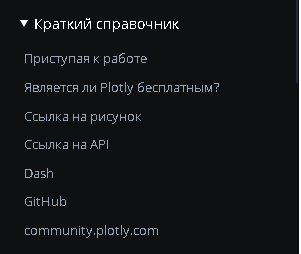 Краткий справочник
Приступая к работе
Является ли Plotly бесплатным?
Ссылка на рисунок
Ссылка на API
Dash
GitHub
community.plotly.com